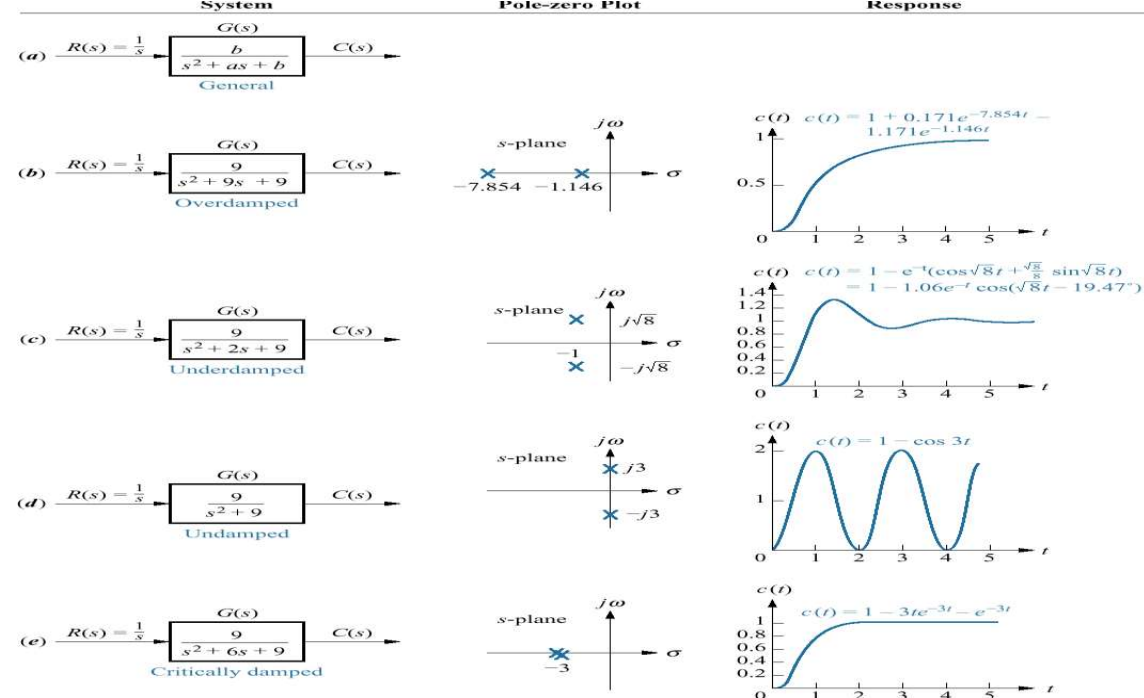 System Pole-zero Plot Response
G(s)
(a) R(s) = 1/s b/(s² + as + b) C(s)
General
G(s)
(b) R(s) = 1/s 9/(s² + 9s + 9) C(s)
Overdamped
jω
s-plane
σ
−7.854 −1.146
c(t) c(t) = 1 + 0.171e^−7.854t −
1.171e^−1.146t
1
0.5
0 1 2 3 4 5 t
G(s)
(c) R(s) = 1/s 9/(s² + 2s + 9) C(s)
Underdamped
jω
s-plane j√8
σ
−1
−j√8
c(t) c(t) = 1 − e^−t(cos√8t + √8/8 sin√8t)
= 1 − 1.06e^−t cos(√8t − 19.47°)
1.4
1.2
1
0.8
0.6
0.4
0.2
0 1 2 3 4 5 t
G(s)
(d) R(s) = 1/s 9/(s² + 9) C(s)
Undamped
jω
s-plane j3
σ
−j3
c(t)
c(t) = 1 − cos 3t
2
1
0 1 2 3 4 5 t
G(s)
(e) R(s) = 1/s 9/(s² + 6s + 9) C(s)
Critically damped
jω
s-plane
σ
−3
c(t)
c(t) = 1 − 3te^−3t − e^−3t
1
0.8
0.6
0.4
0.2
0 1 2 3 4 5 t